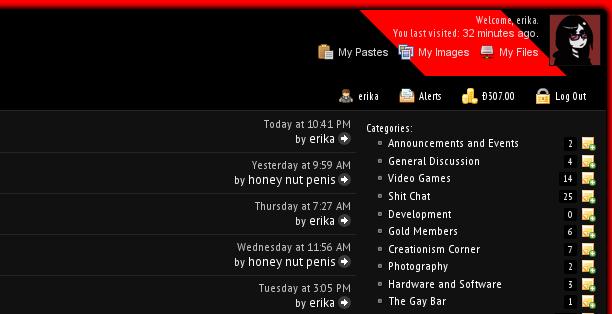 Welcome, erika.
You last visited: 32 minutes ago.
My Pastes My Images My Files
erika Alerts Ð307.00 Log Out
Today at 10:41 PM
by erika
Yesterday at 9:59 AM
by honey nut penis
Thursday at 7:27 AM
by erika
Wednesday at 11:56 AM
by honey nut penis
Tuesday at 3:05 PM
by erika
Categories:
Announcements and Events 2
General Discussion 4
Video Games 14
Shit Chat 25
Development 0
Gold Members 6
Creationism Corner 7
Photography 2
Hardware and Software 3
The Gay Bar 1